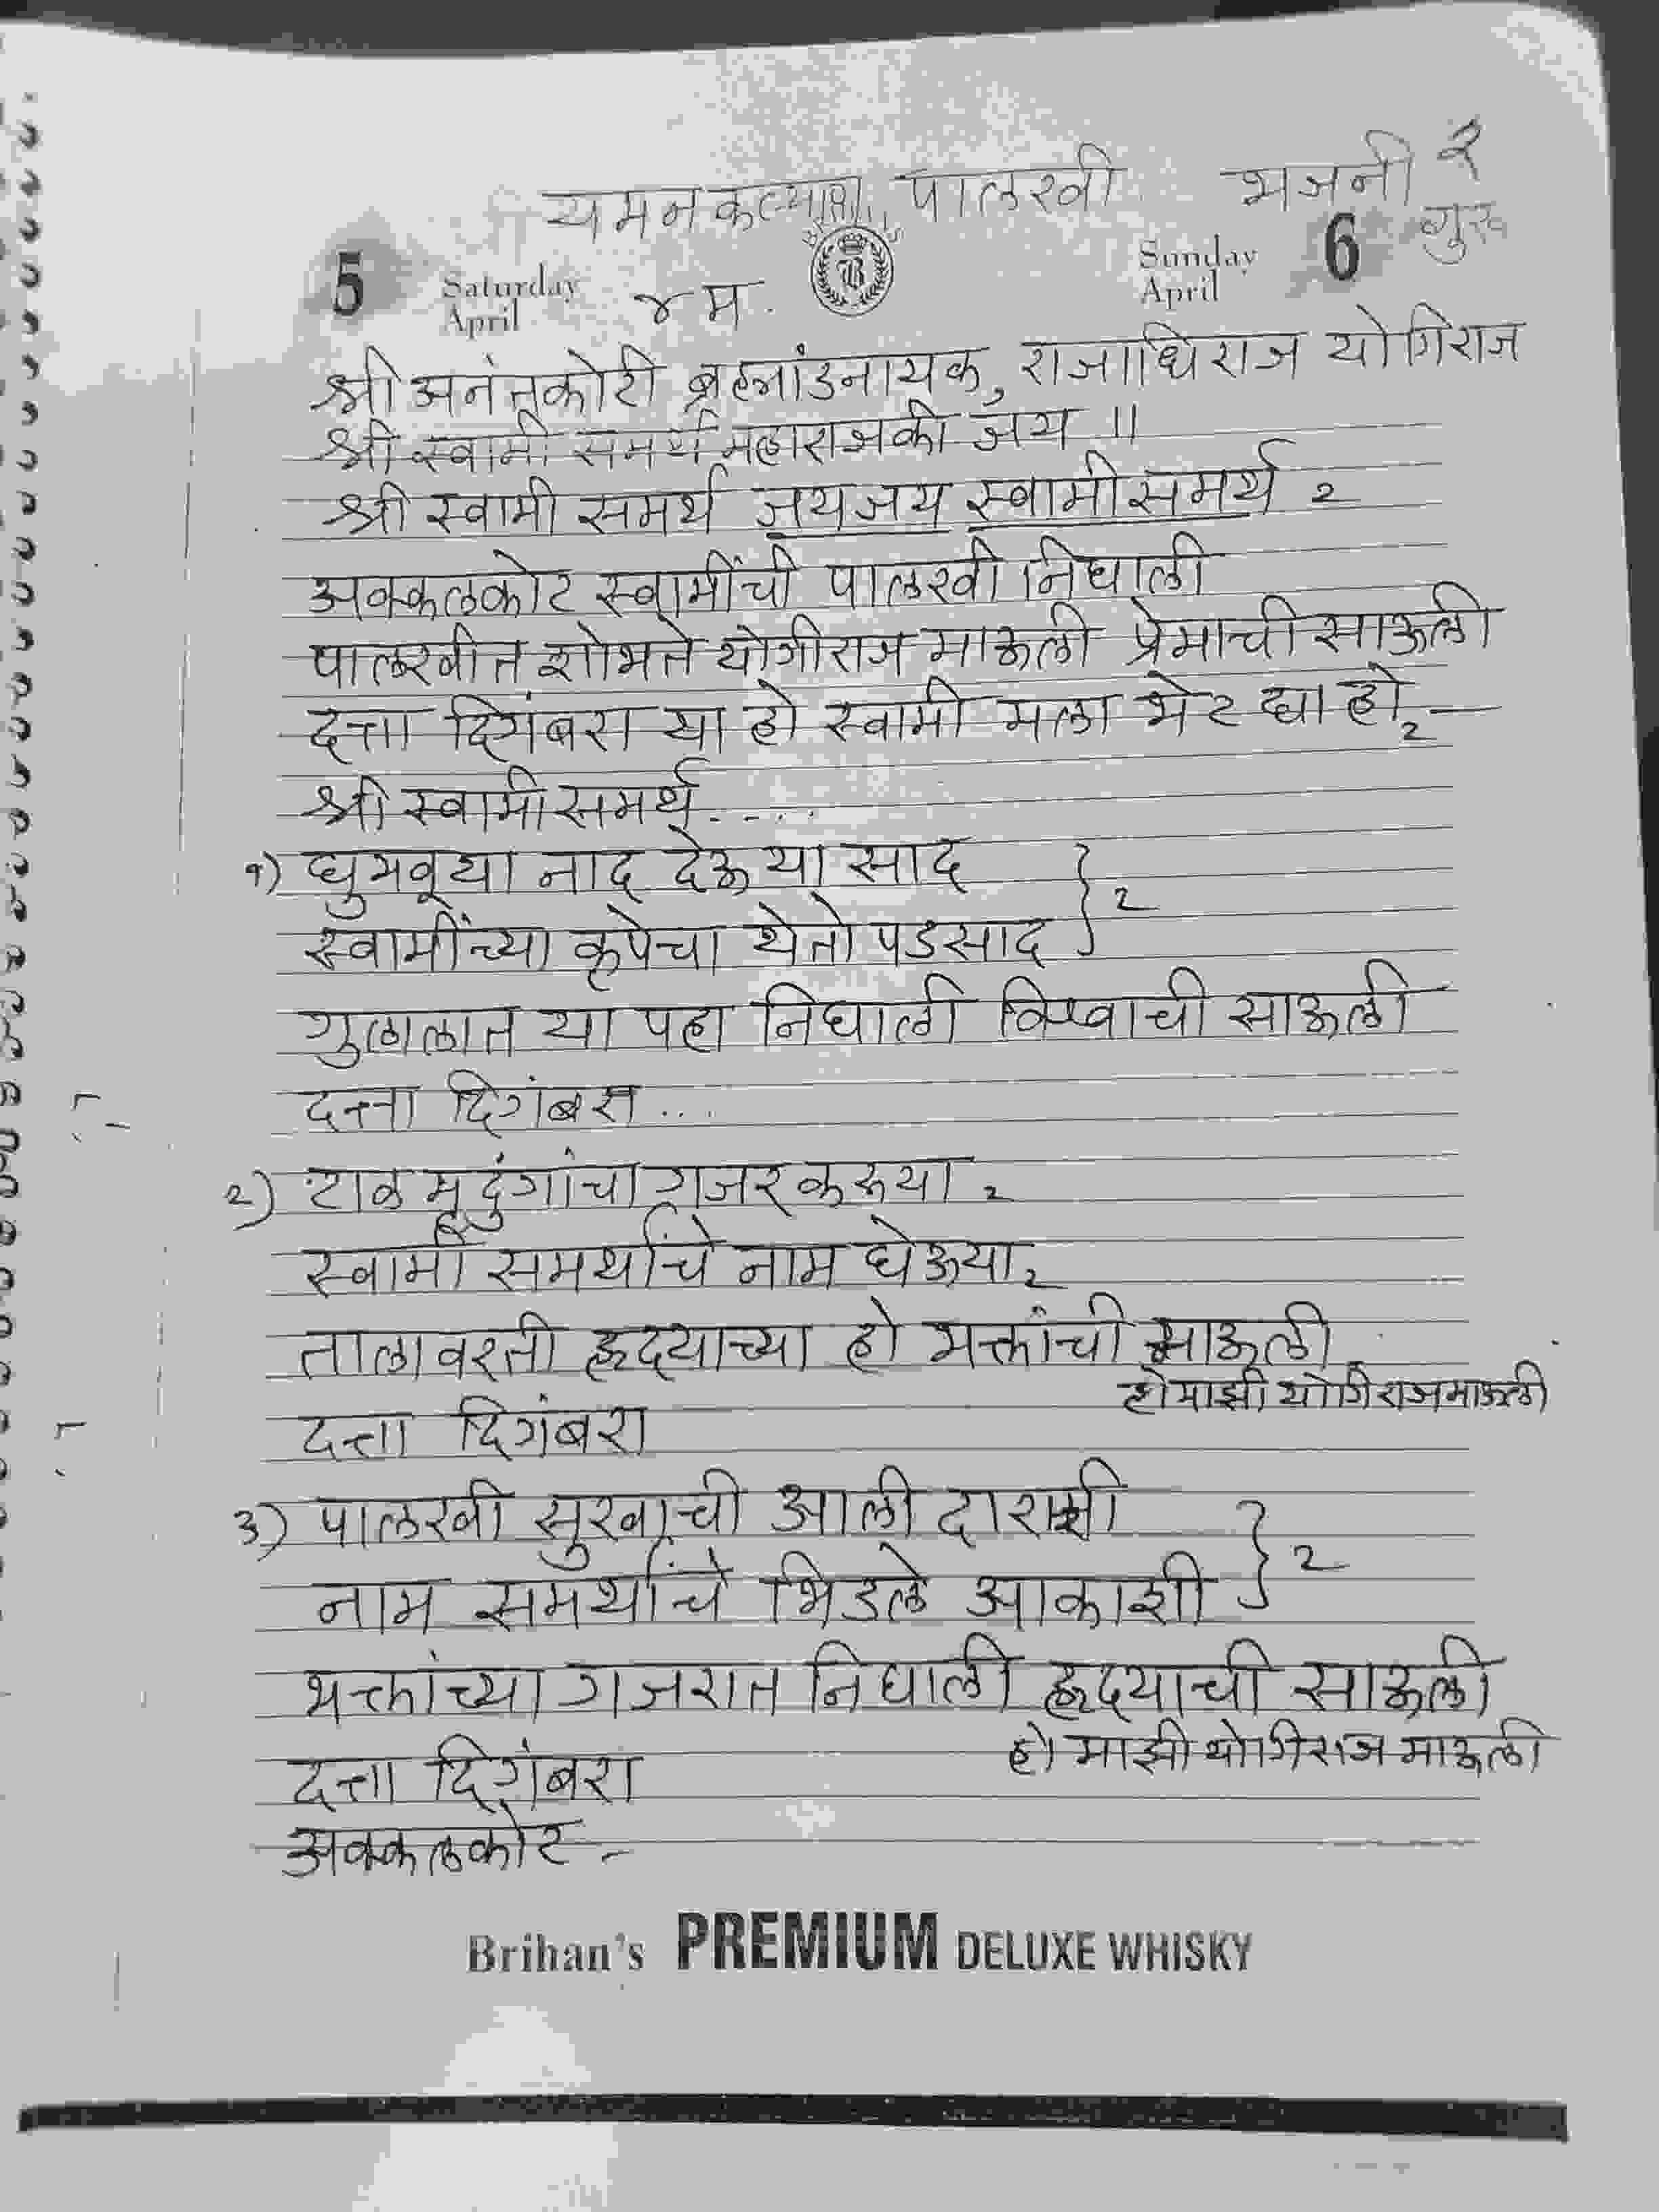 यमनकल्याण पालखी भजनी २
गुरु
5 Saturday April ४ म. Sunday April 6
श्री अनंतकोटी ब्रह्मांडनायक, राजाधिराज योगिराज
श्री स्वामी समर्थ महाराजकी जय ॥
श्री स्वामी समर्थ जयजय स्वामी समर्थ २
अक्कलकोट स्वामींची पालखी निघाली
पालखीत शोभते योगीराज माऊली प्रेमाची साऊली
दत्ता दिगंबरा या हो स्वामी मला भेट द्या हो २
श्री स्वामी समर्थ.....
१) घुमवूया नाद देऊ या साद
स्वामींच्या कृपेचा येतो पडसाद } २
गुलालात या पहा निघाली विश्वाची साऊली
दत्ता दिगंबरा ...
२) टाळ मृदुंगांचा गजर करूया २
स्वामी समर्थांचे नाम घेऊया २
तालावरती हृदयाच्या हो भक्तांची माऊली
हो माझी योगिराज माऊली
दत्ता दिगंबरा
३) पालखी सुखाची आली दाराशी
नाम समर्थांचे भिडले आकाशी } २
भक्तांच्या गजरात निघाली हृदयाची साऊली
हो माझी योगिराज माऊली
दत्ता दिगंबरा
अक्कलकोट -
Brihan's PREMIUM DELUXE WHISKY